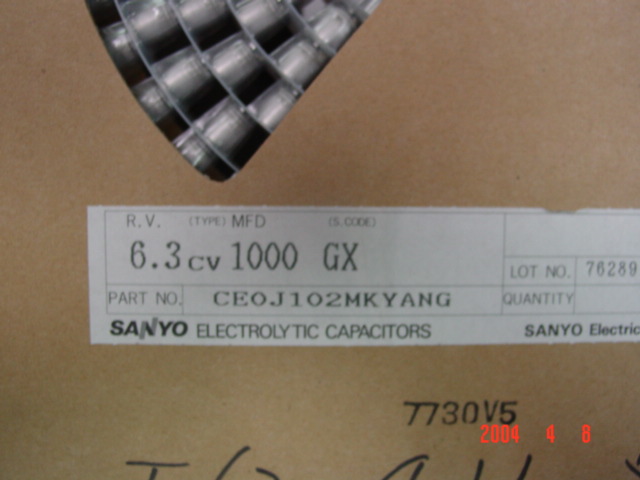 R.V. (TYPE) MFD (S.CODE)
6.3 CV 1000 GX
LOT NO. 76289
PART NO. CE0J102MKYANG QUANTITY
SANYO ELECTROLYTIC CAPACITORS SANYO Electric
7730V5
2004 4 8